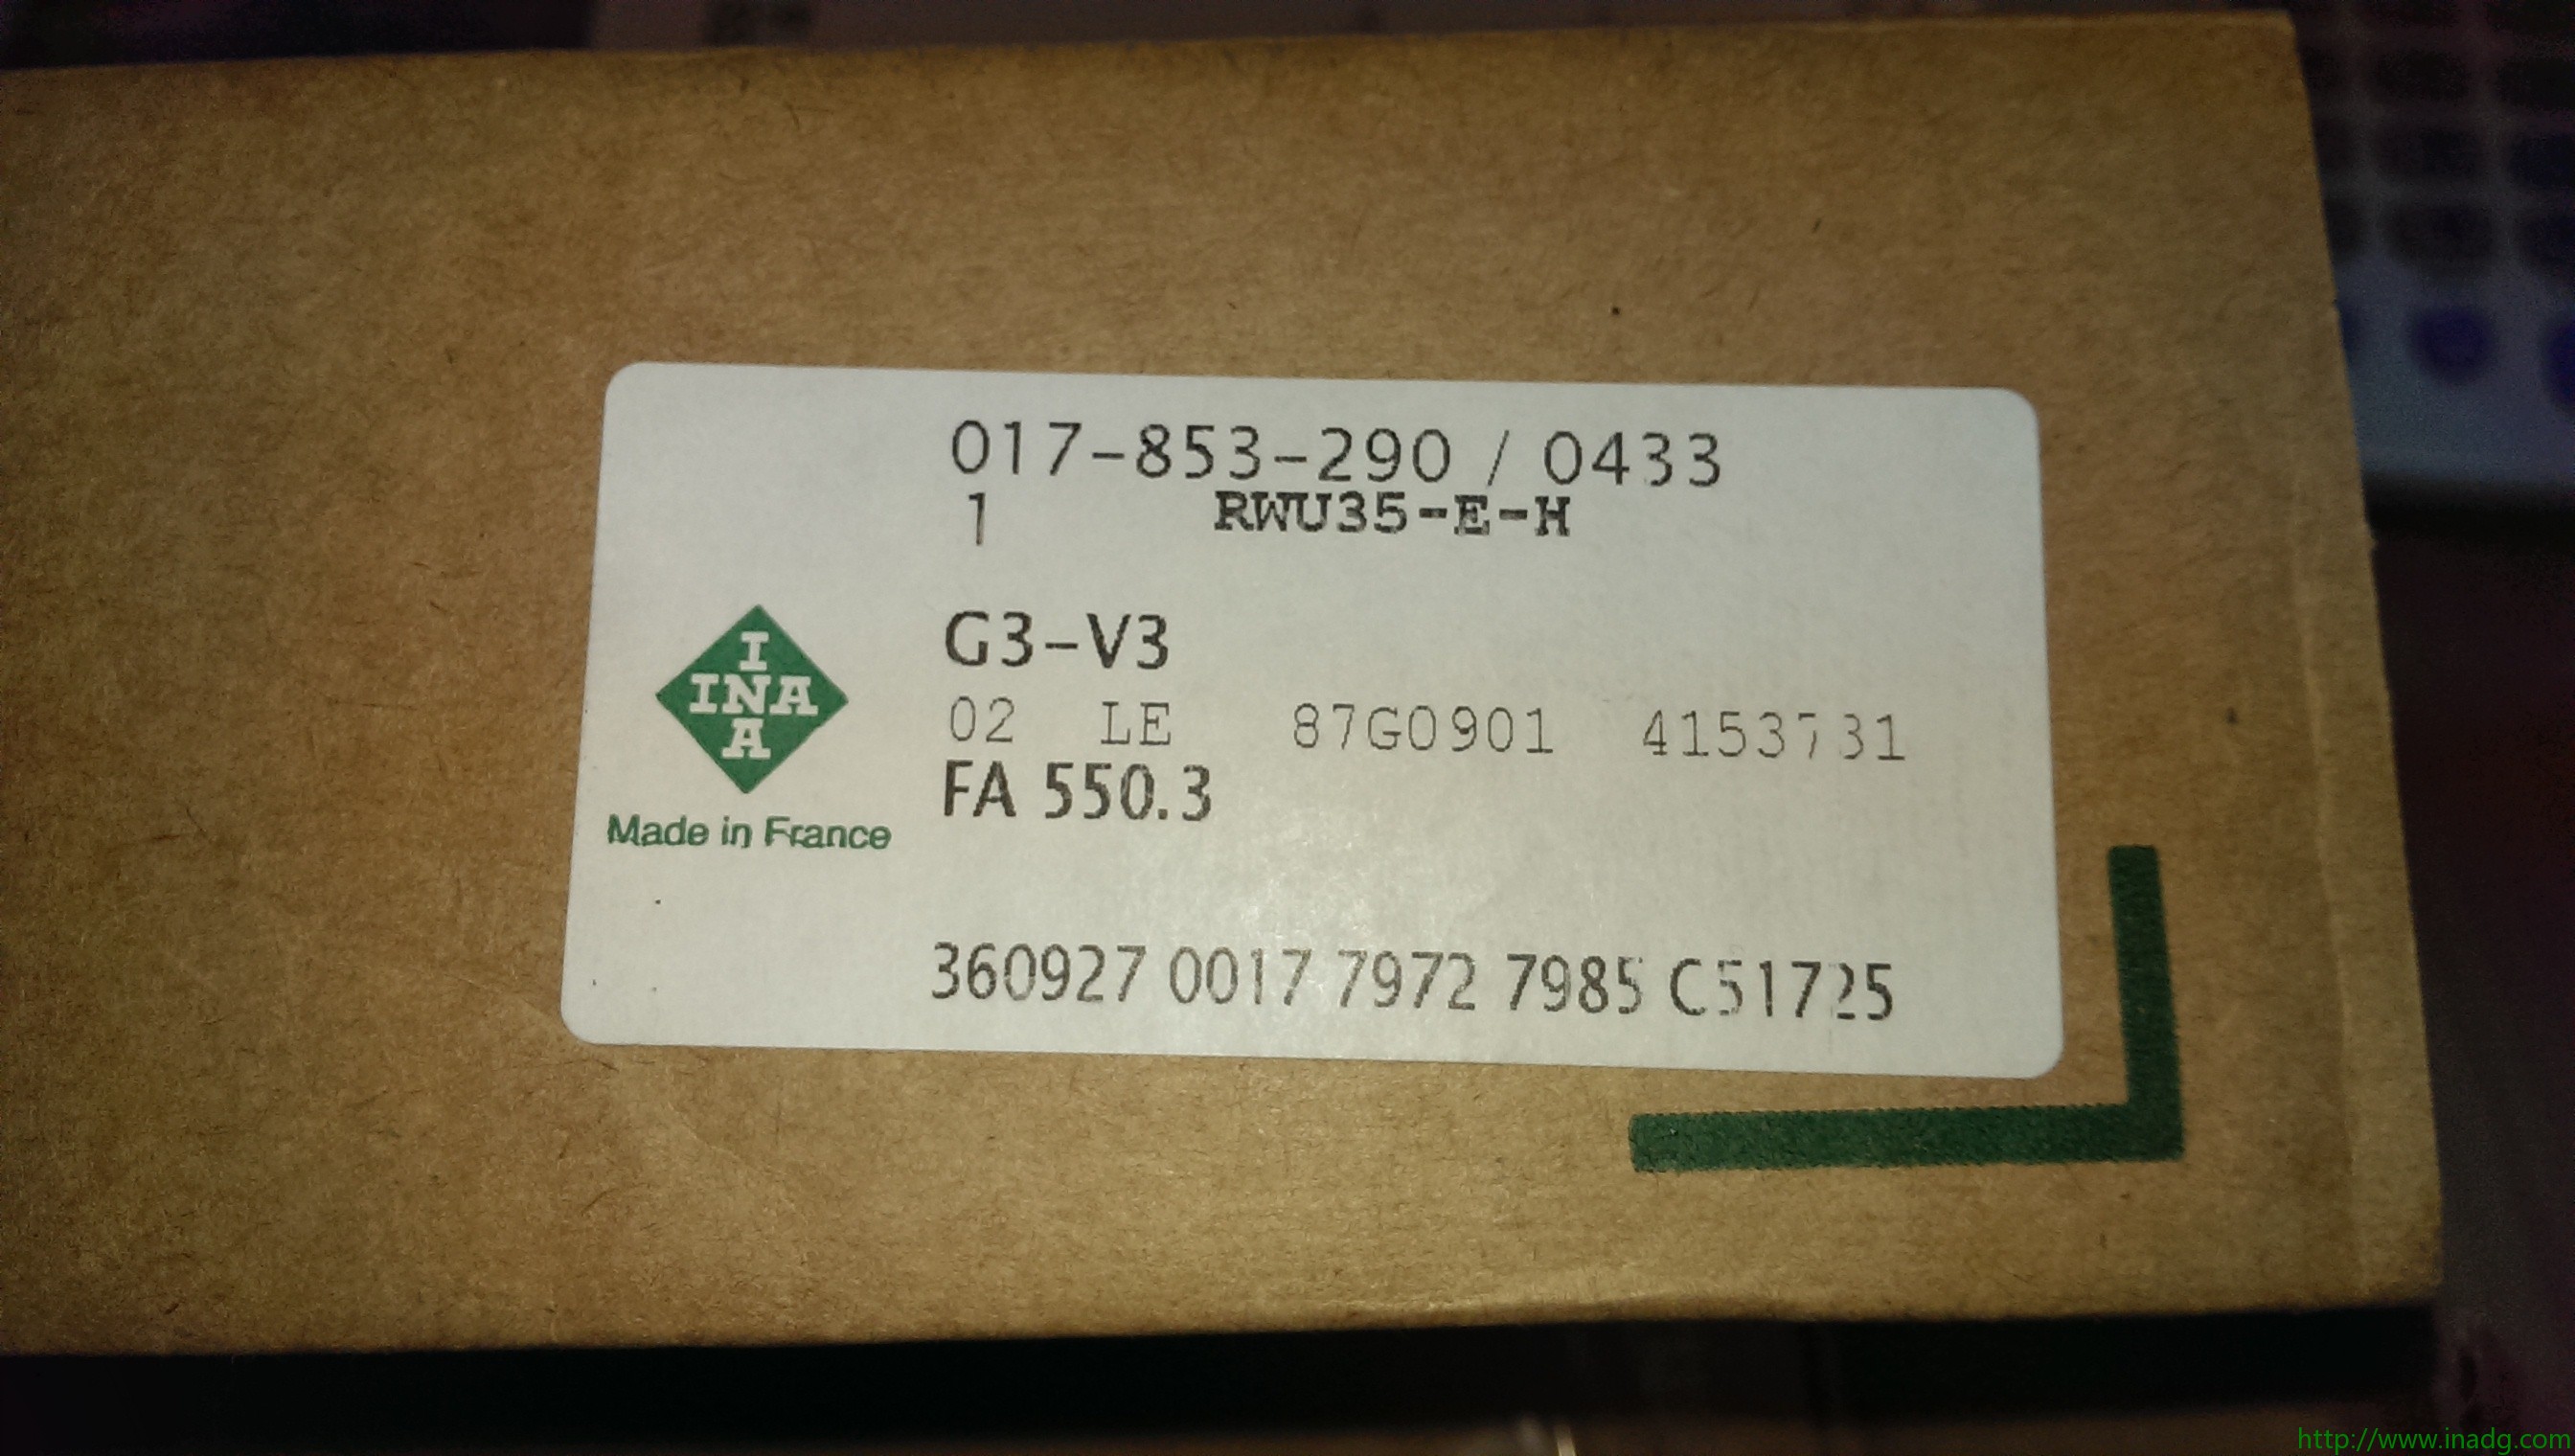 017-853-290 / 0433
1 RWU35-E-H
G3-V3
I
INA
A
02 LE 87G0901 4153731
FA 550.3
Made in France
360927 0017 7972 7985 C51725
http://www.inadg.com